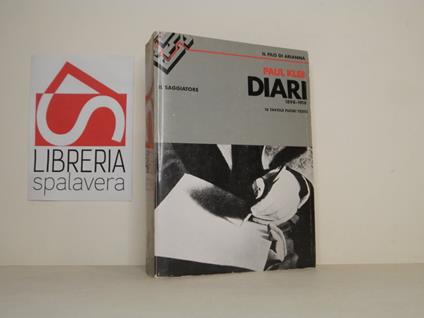 LIBRERIA
spalavera
IL FILO DI ARIANNA
PAUL KLEE
DIARI
1898-1918
IL SAGGIATORE
16 TAVOLE FUORI TESTO